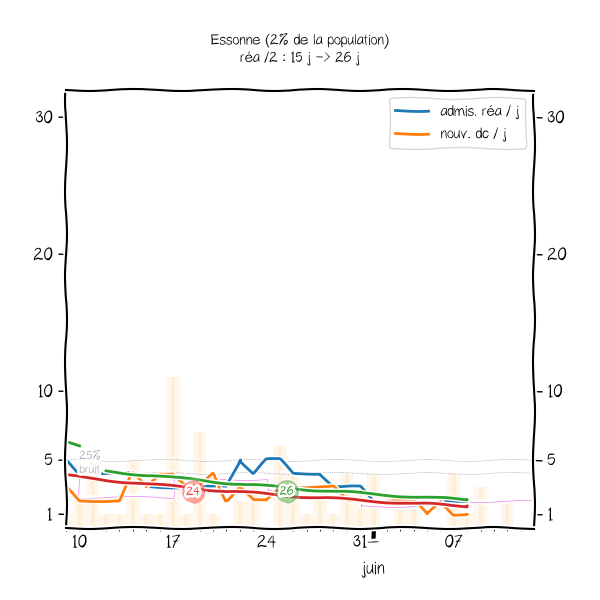 Essonne (2% de la population)
réa /2 : 15 j -> 26 j
admis. réa / j
nouv. dc / j
30 30
20 20
10 10
5 5
1 1
25%
bruit
24 26
10 17 24 31 07
juin